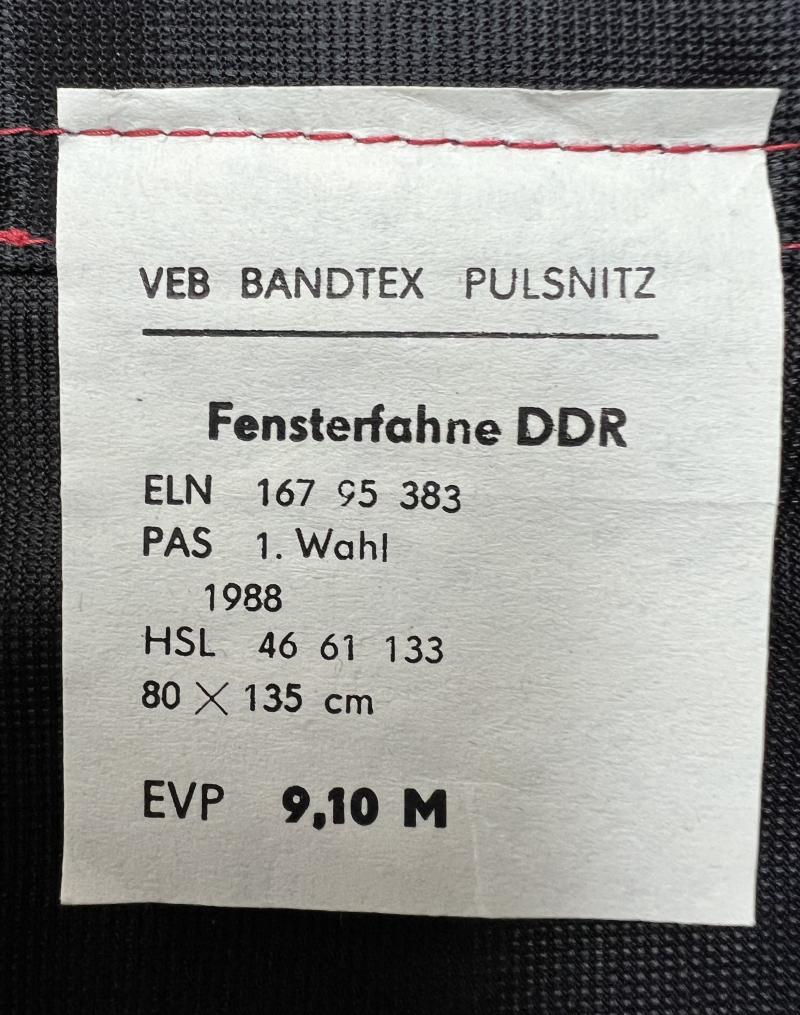 VEB BANDTEX PULSNITZ
Fensterfahne DDR
ELN 167 95 383
PAS 1. Wahl
1988
HSL 46 61 133
80 X 135 cm
EVP 9,10 M